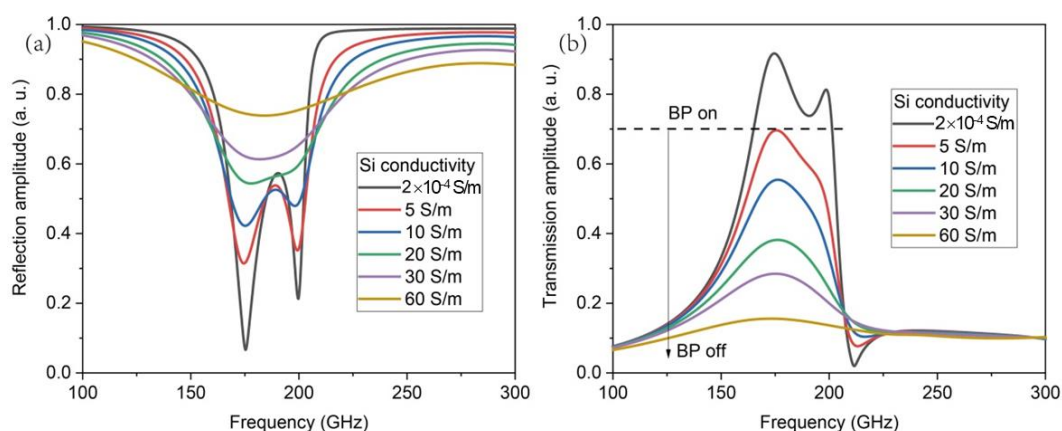 (a)
Reflection amplitude (a. u.)
1.0
0.8
0.6
0.4
0.2
0.0
Si conductivity
2×10⁻⁴ S/m
5 S/m
10 S/m
20 S/m
30 S/m
60 S/m
100 150 200 250 300
Frequency (GHz)
(b)
Transmission amplitude (a. u.)
1.0
0.8
0.6
0.4
0.2
0.0
BP on
BP off
Si conductivity
2×10⁻⁴ S/m
5 S/m
10 S/m
20 S/m
30 S/m
60 S/m
100 150 200 250 300
Frequency (GHz)